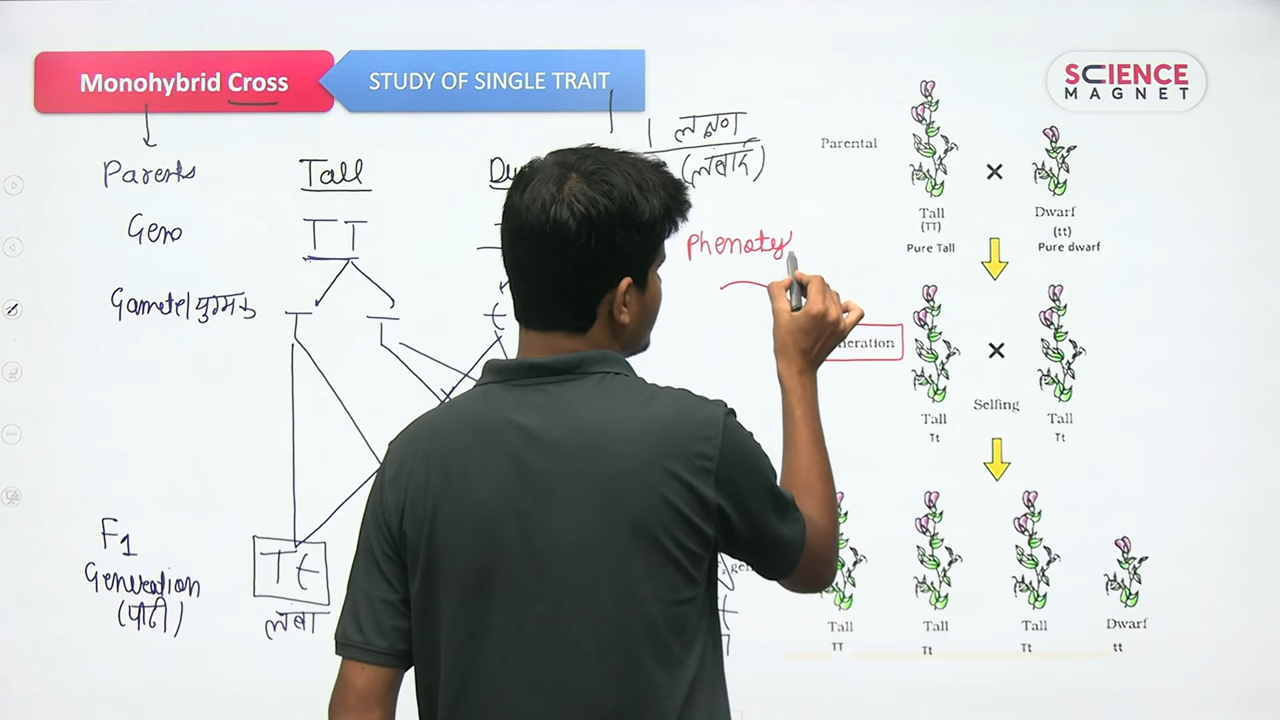 Monohybrid Cross
STUDY OF SINGLE TRAIT
SCIENCE
MAGNET
1 लक्षण
(लंबाई)
Parents
Tall
Gene
TT
Gamete/युग्मक
T
T
t
Phenoty
F1
Generation
(पीढी)
Tt
लंबा
Parental
×
Tall
(TT)
Pure Tall
Dwarf
(tt)
Pure dwarf
×
Selfing
Tall
Tt
Tall
Tt
Tall
TT
Tall
Tt
Tall
Tt
Dwarf
tt